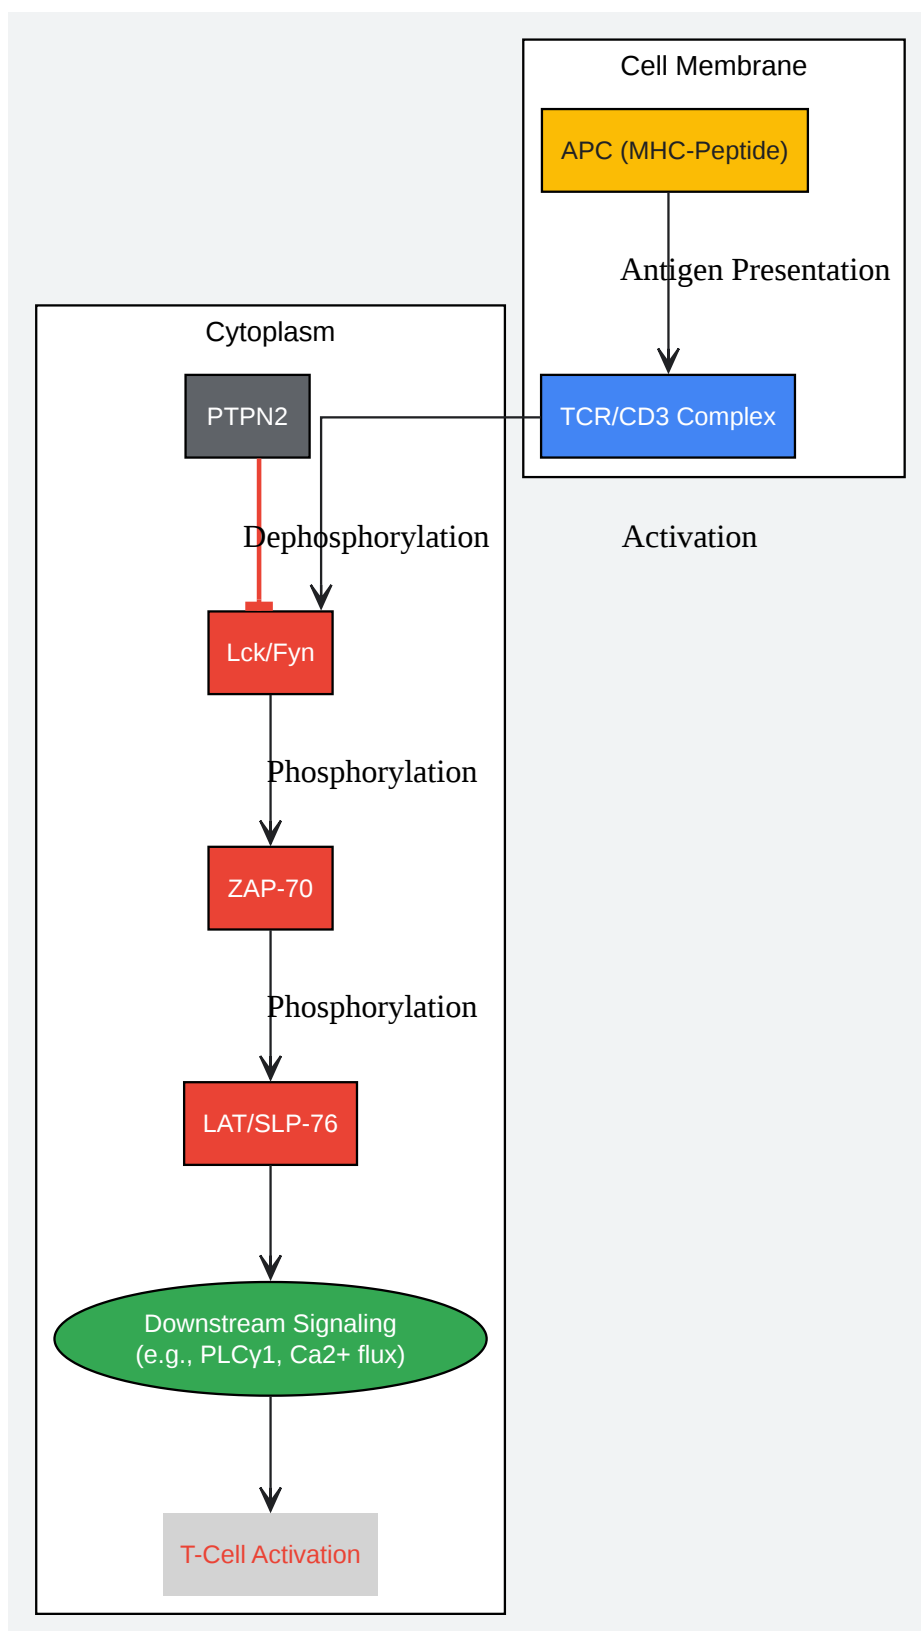 Cell Membrane
APC (MHC-Peptide)
Antigen Presentation
Cytoplasm
PTPN2
TCR/CD3 Complex
Dephosphorylation
Activation
Lck/Fyn
Phosphorylation
ZAP-70
Phosphorylation
LAT/SLP-76
Downstream Signaling
(e.g., PLCγ1, Ca2+ flux)
T-Cell Activation